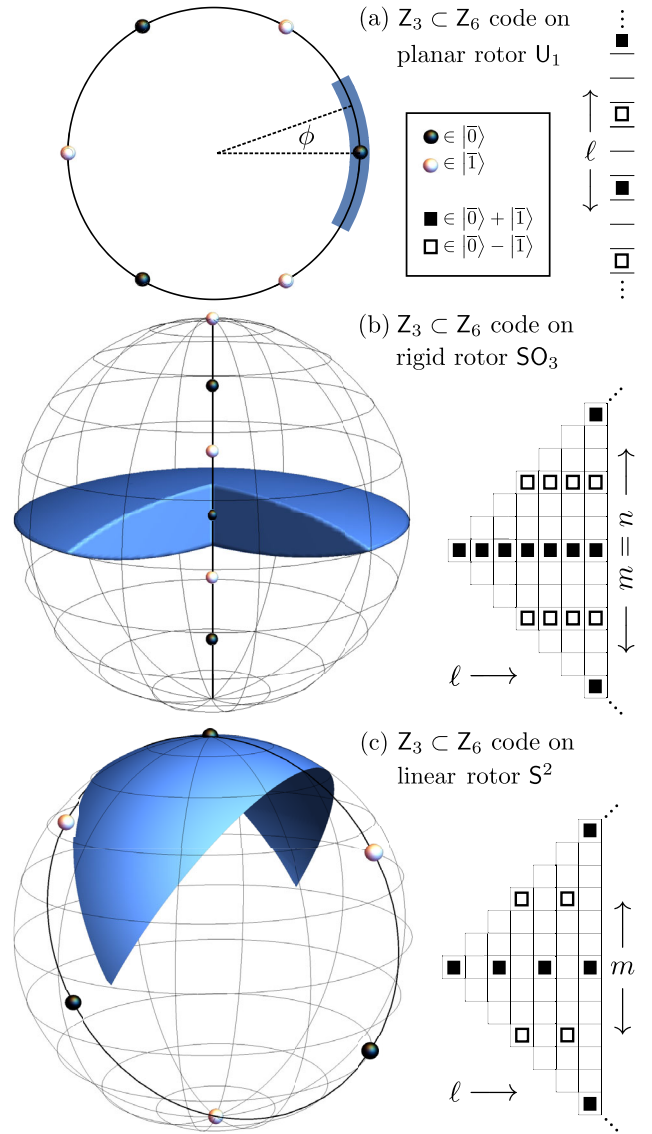 (a) Z₃ ⊂ Z₆ code on
planar rotor U₁
ϕ
∈ |0̅⟩
∈ |1̅⟩
∈ |0̅⟩ + |1̅⟩
∈ |0̅⟩ − |1̅⟩
ℓ
(b) Z₃ ⊂ Z₆ code on
rigid rotor SO₃
m = n
ℓ
(c) Z₃ ⊂ Z₆ code on
linear rotor S²
m
ℓ